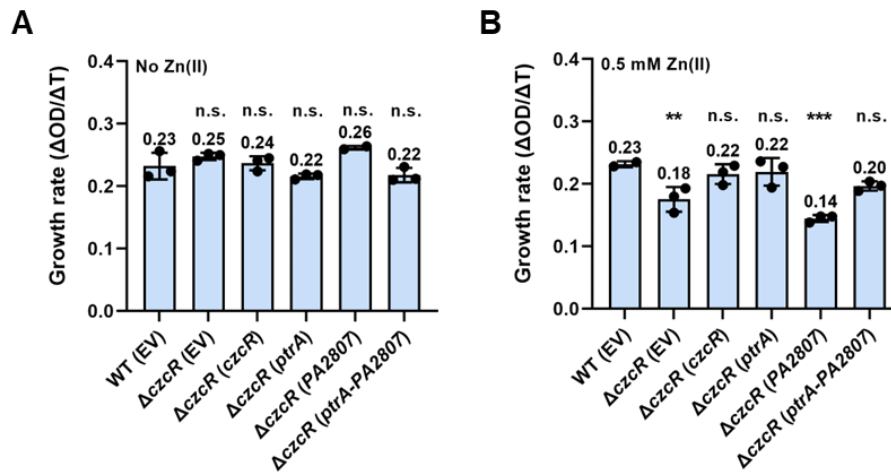 A
No Zn(II)
Growth rate (ΔOD/ΔT)
0.4
0.3
0.2
0.1
0.0
n.s. n.s. n.s. n.s. n.s.
0.23 0.25 0.24 0.22 0.26 0.22
WT (EV)
ΔczcR (EV)
ΔczcR (czcR)
ΔczcR (ptrA)
ΔczcR (PA2807)
ΔczcR (ptrA-PA2807)
B
0.5 mM Zn(II)
Growth rate (ΔOD/ΔT)
0.4
0.3
0.2
0.1
0.0
** n.s. n.s. *** n.s.
0.23 0.18 0.22 0.22 0.14 0.20
WT (EV)
ΔczcR (EV)
ΔczcR (czcR)
ΔczcR (ptrA)
ΔczcR (PA2807)
ΔczcR (ptrA-PA2807)